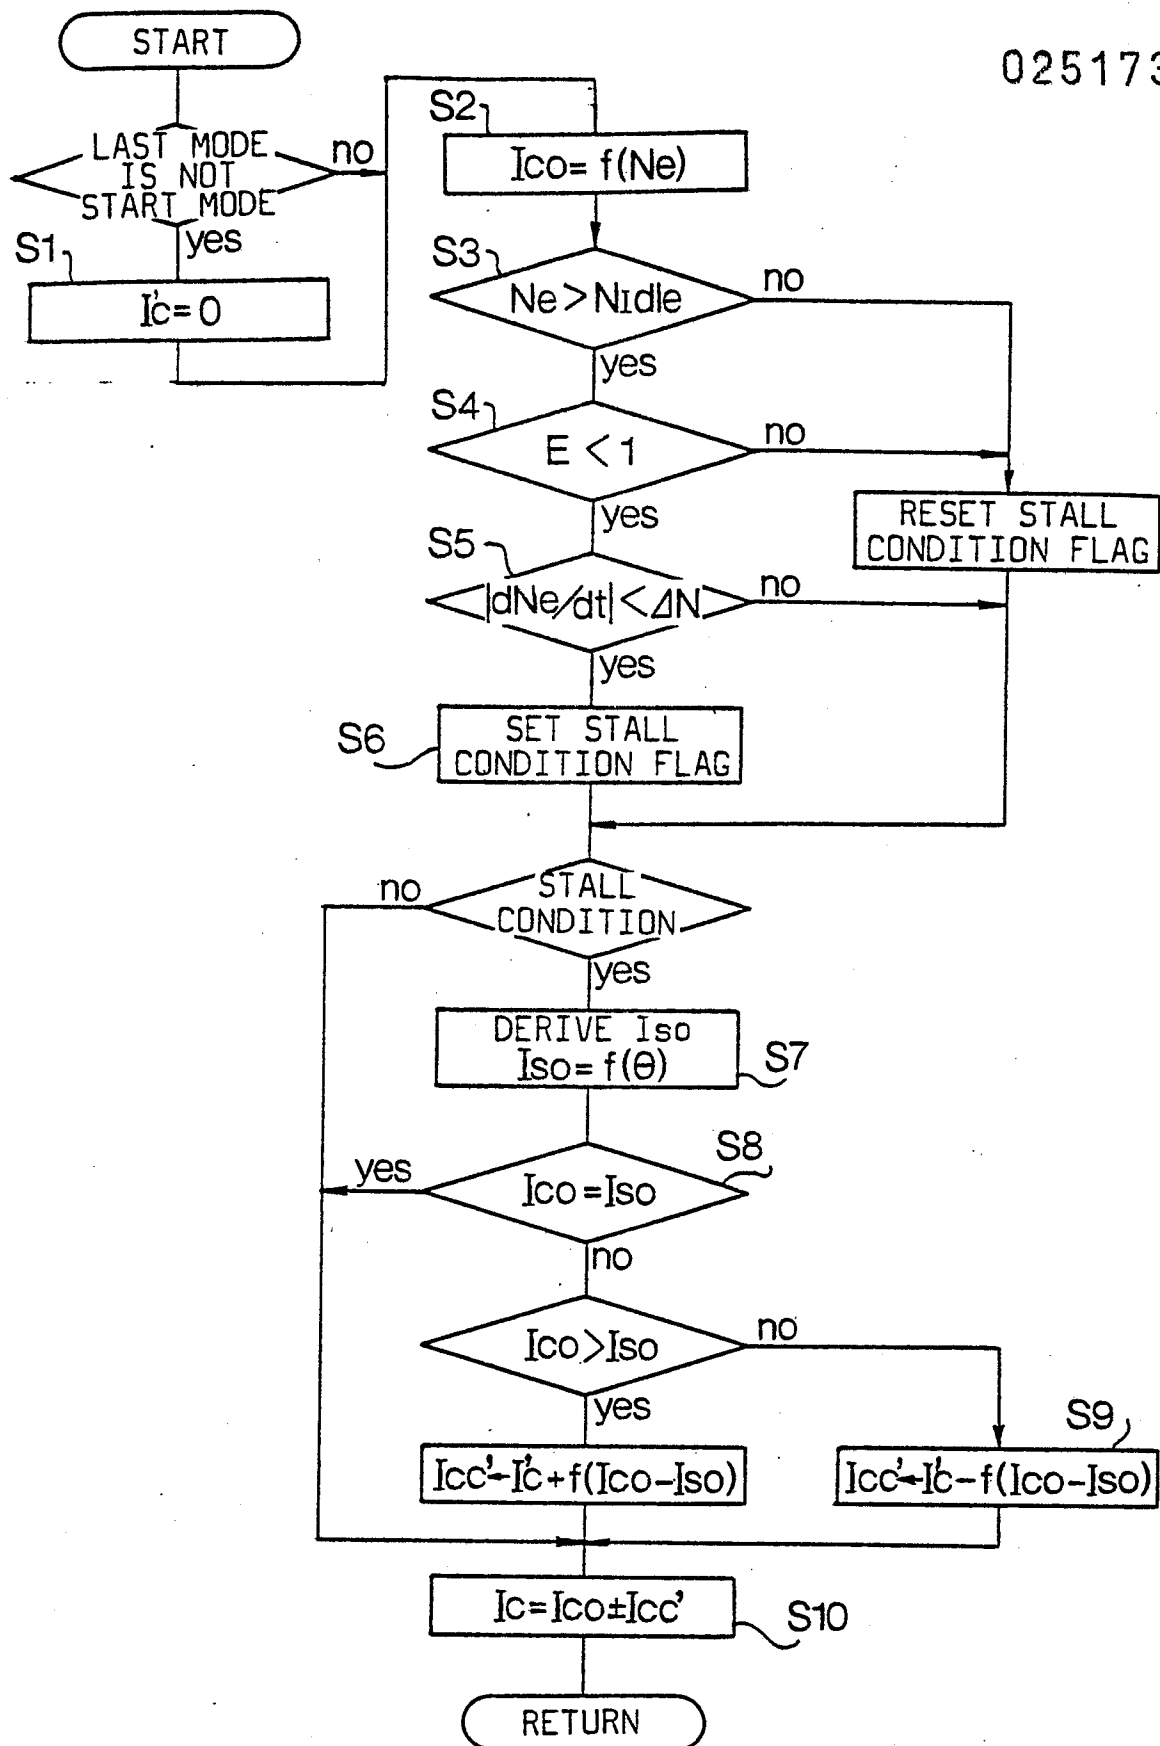 START
025173
LAST MODE
IS NOT
START MODE
no
yes
S1
I'c=0
S2
Ico=f(Ne)
S3
Ne>NIdle
no
yes
S4
E<1
no
yes
RESET STALL
CONDITION FLAG
S5
|dNe/dt|<ΔN
no
yes
S6
SET STALL
CONDITION FLAG
STALL
CONDITION
no
yes
DERIVE Iso
Iso=f(θ)
S7
S8
Ico=Iso
yes
no
Ico>Iso
no
yes
S9
Icc'←I'c+f(Ico-Iso)
Icc'←I'c-f(Ico-Iso)
Ic=Ico±Icc'
S10
RETURN